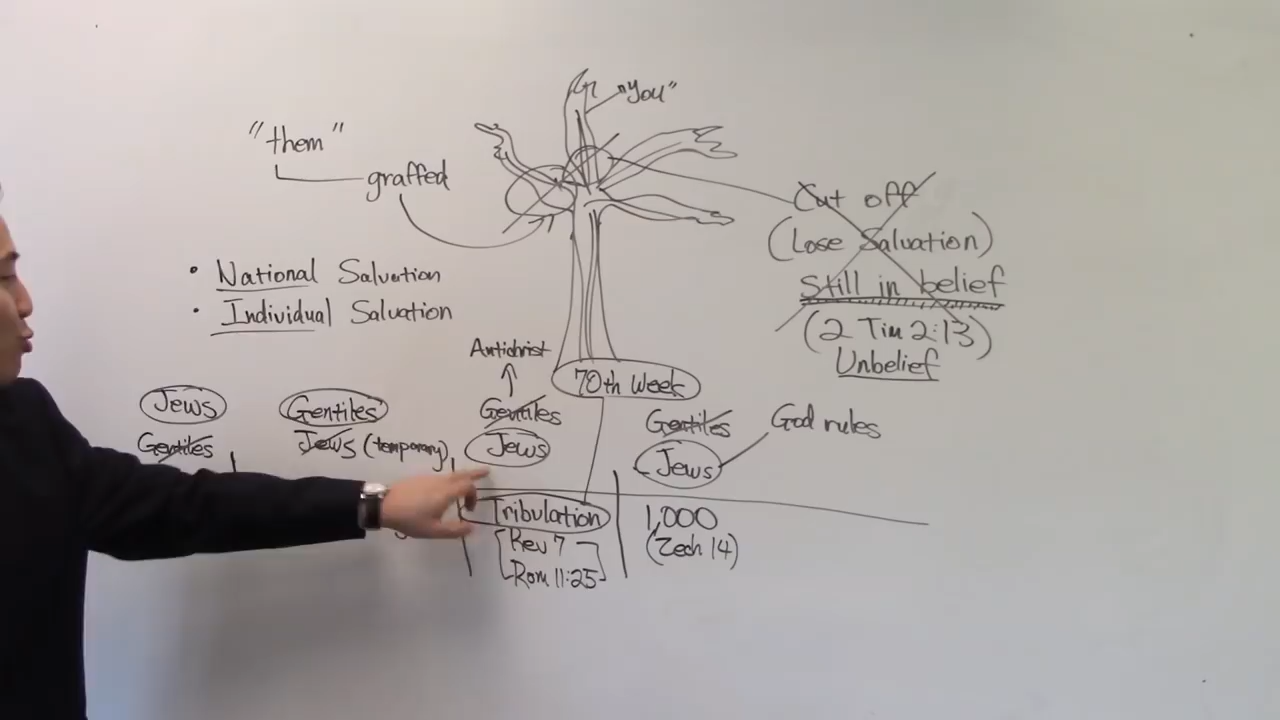 "You"
"them"
graffed
Cut off
(Lose Salvation)
Still in belief
(2 Tim 2:13)
Unbelief
• National Salvation
• Individual Salvation
Antichrist
70th Week
Jews
Gentiles
Gentiles
Jews (temporary)
Gentiles
Jews
Gentiles
Jews
God rules
Tribulation
Rev 7
Rom 11:25
1,000
(Zech 14)